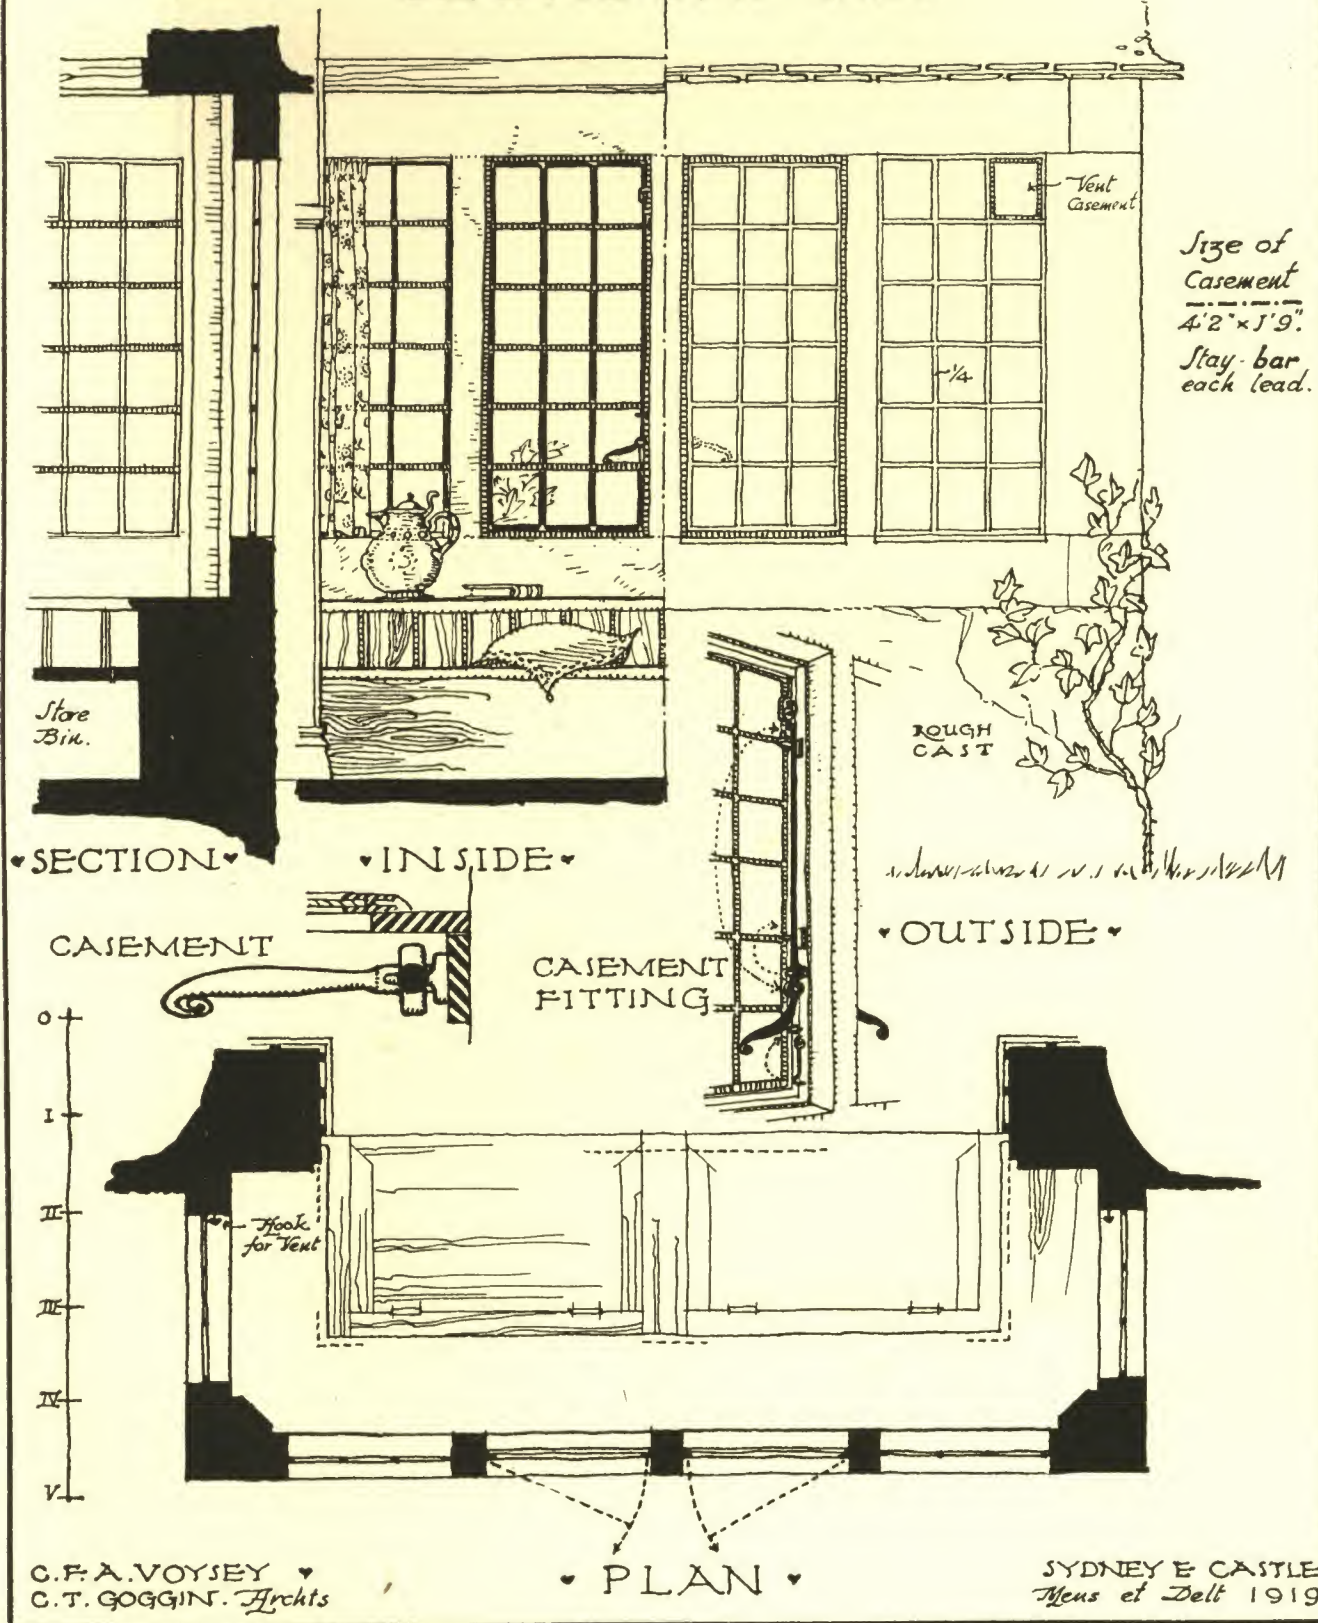 Vent
Casement
Size of
Casement
4'2" x 1'9".
Stay-bar
each lead.
1/4
Store
Bin.
ROUGH
CAST
SECTION
INSIDE
OUTSIDE
CASEMENT
CASEMENT
FITTING
O
I
II
III
IV
V
Hook
for Vent
PLAN
C.F.A. VOYSEY
C.T. GOGGIN. Archts
SYDNEY E CASTLE
Mens et Delt 1919